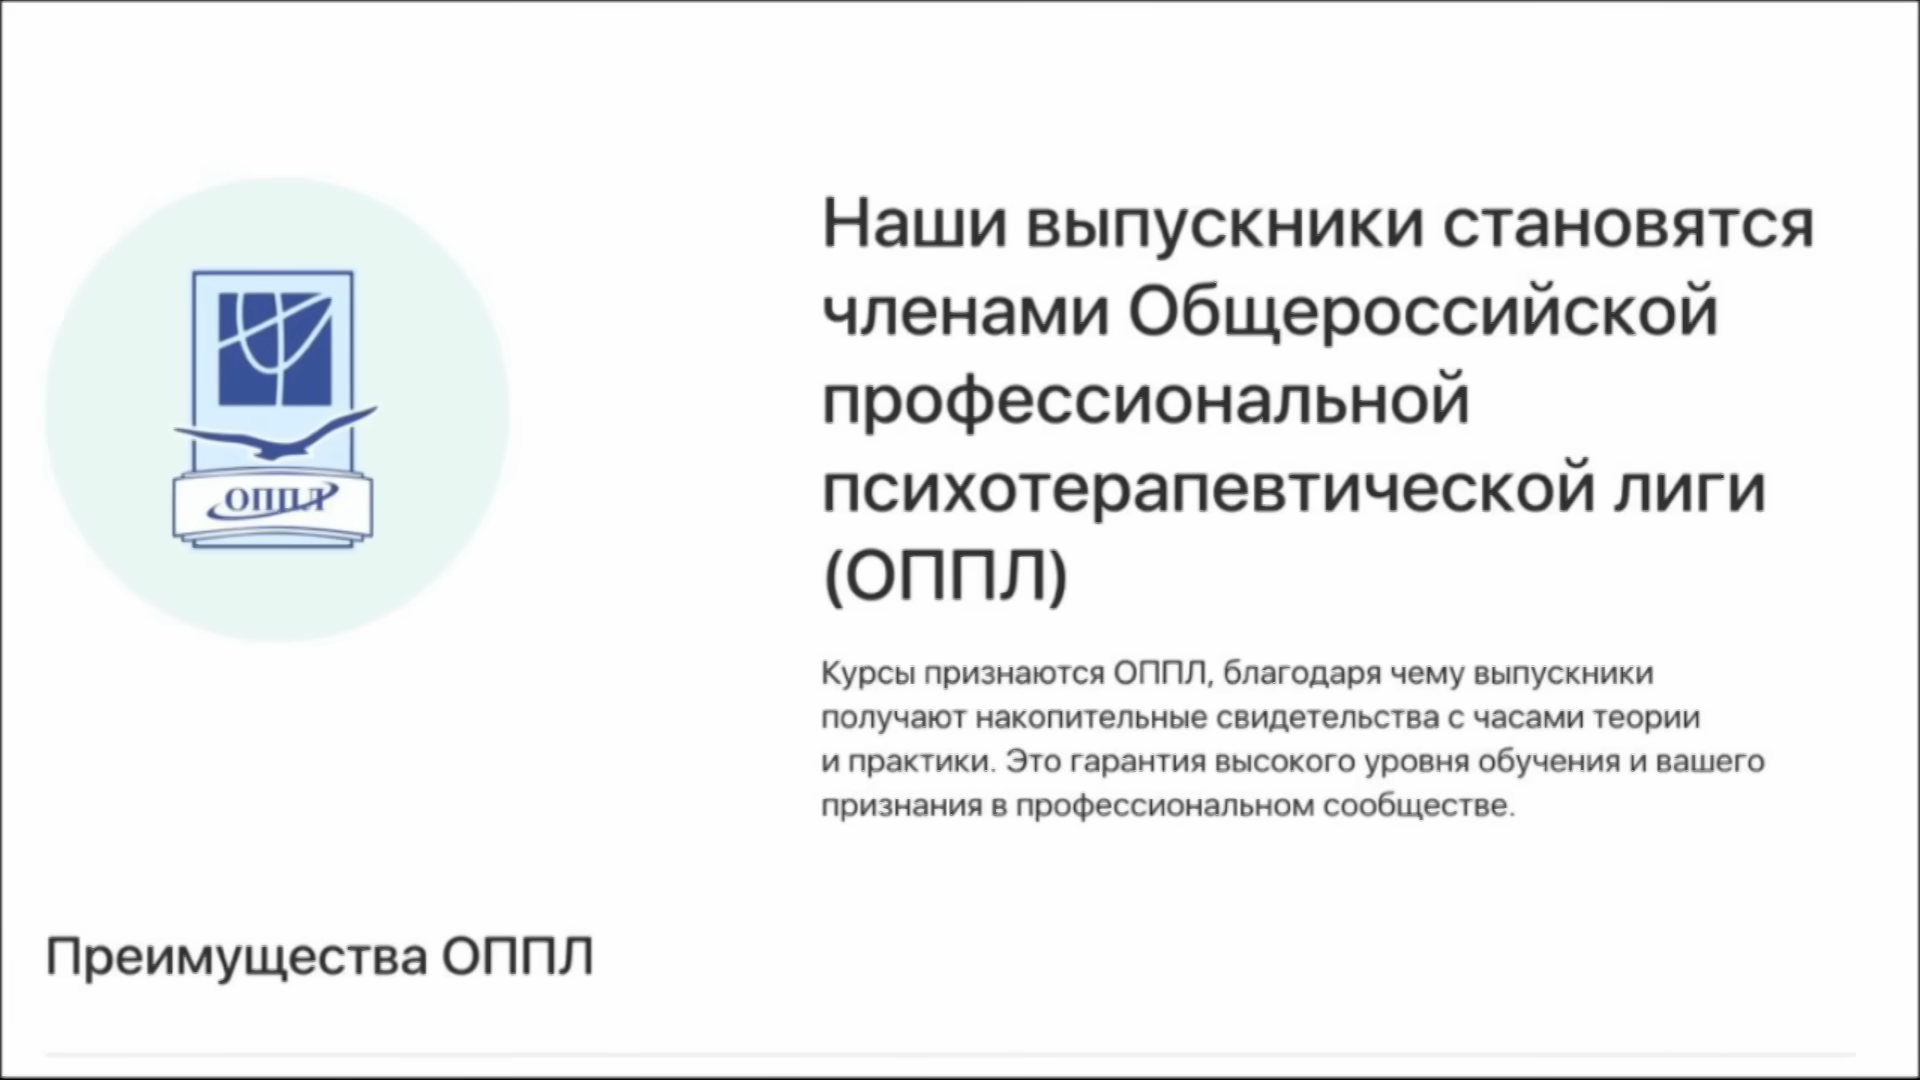 ОППЛ
Наши выпускники становятся
членами Общероссийской
профессиональной
психотерапевтической лиги
(ОППЛ)
Курсы признаются ОППЛ, благодаря чему выпускники
получают накопительные свидетельства с часами теории
и практики. Это гарантия высокого уровня обучения и вашего
признания в профессиональном сообществе.
Преимущества ОППЛ